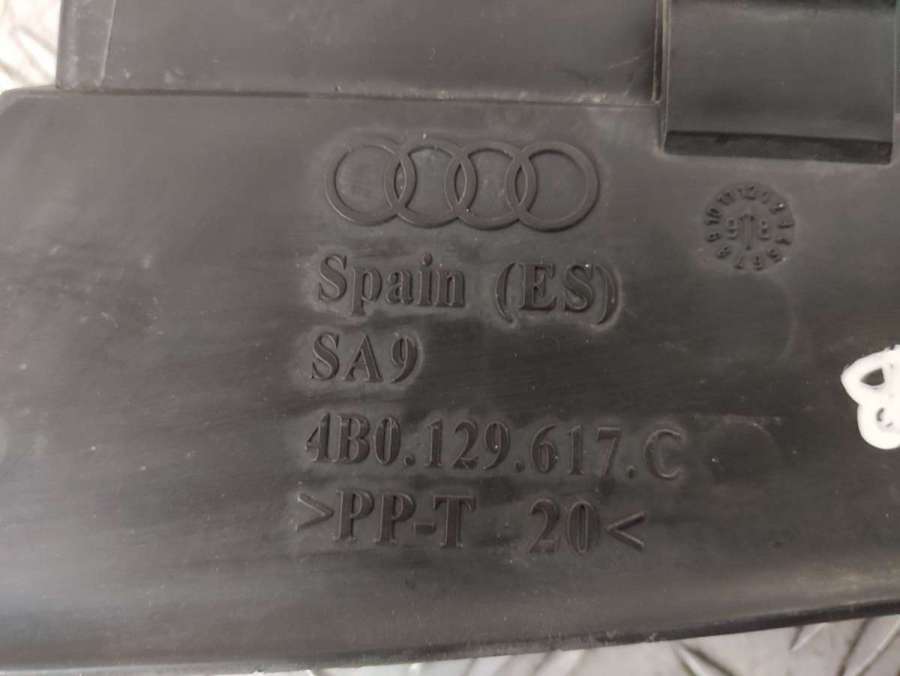 Spain (ES)
SA9
4B0.129.617.C
>PP-T 20<